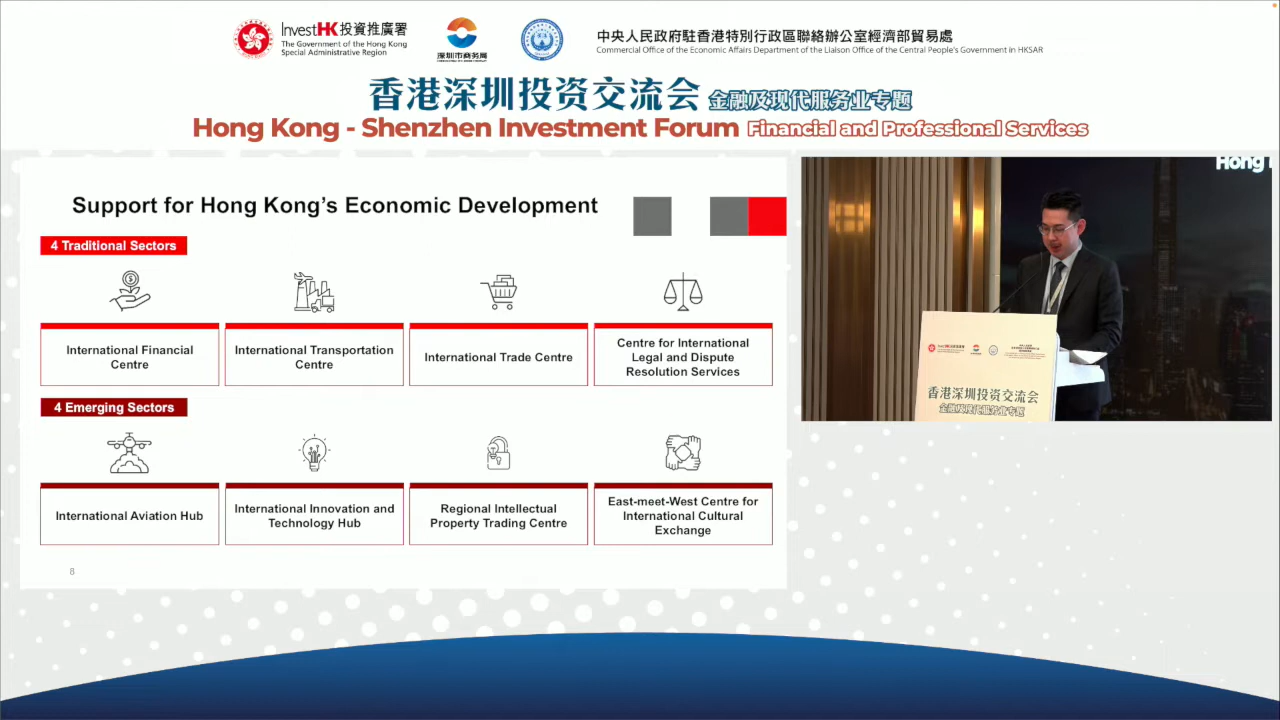 InvestHK投資推廣署
The Government of the Hong Kong
Special Administrative Region
深圳市商务局
中央人民政府駐香港特別行政區聯絡辦公室經濟部貿易處
Commercial Office of the Economic Affairs Department of the Liaison Office of the Central People's Government in HKSAR
香港深圳投资交流会 金融及现代服务业专题
Hong Kong - Shenzhen Investment Forum Financial and Professional Services
Support for Hong Kong's Economic Development
4 Traditional Sectors
International Financial
Centre
International Transportation
Centre
International Trade Centre
Centre for International
Legal and Dispute
Resolution Services
4 Emerging Sectors
International Aviation Hub
International Innovation and
Technology Hub
Regional Intellectual
Property Trading Centre
East-meet-West Centre for
International Cultural
Exchange
8
Hong
香港深圳投资交流会
金融及现代服务业专题